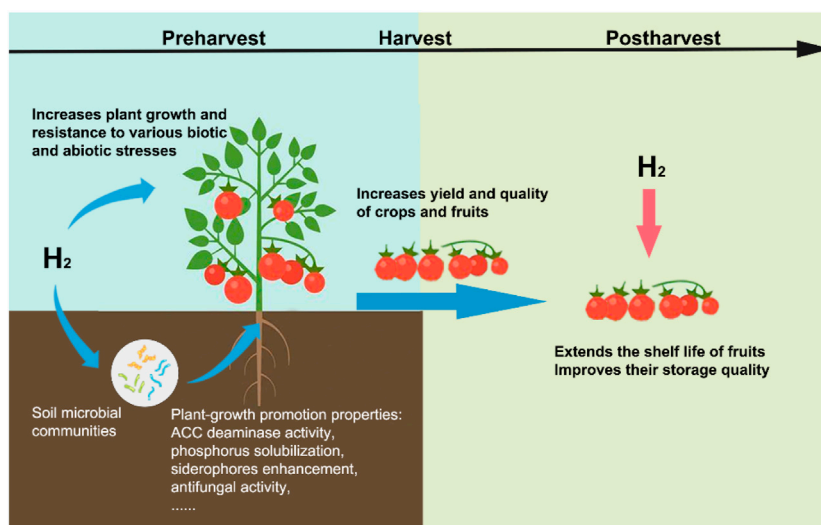 Preharvest
Harvest
Postharvest
Increases plant growth and
resistance to various biotic
and abiotic stresses
H2
Increases yield and quality
of crops and fruits
H2
Extends the shelf life of fruits
Improves their storage quality
Soil microbial
communities
Plant-growth promotion properties:
ACC deaminase activity,
phosphorus solubilization,
siderophores enhancement,
antifungal activity,
......